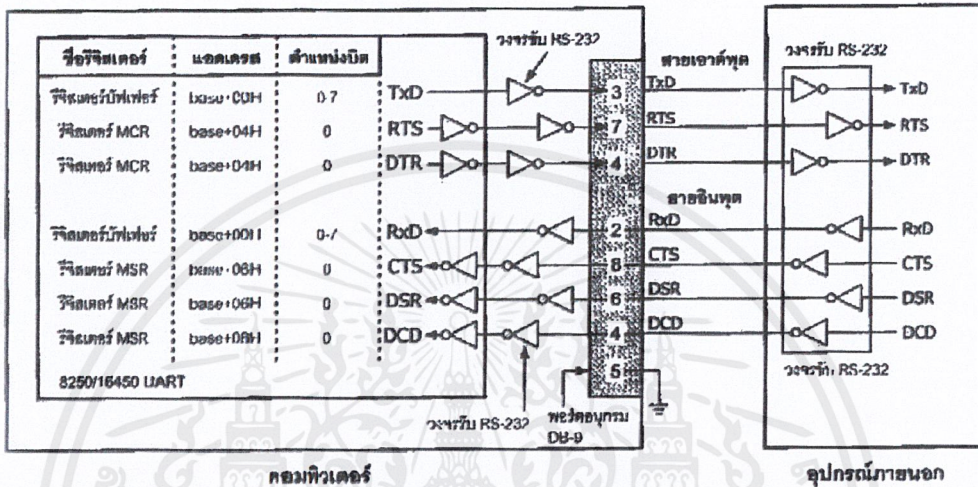 ชื่อรีจิสเตอร์ แอดเดรส ตำแหน่งบิต
รีจิสเตอร์บัฟเฟอร์ base+00H 0-7 TxD
รีจิสเตอร์ MCR base+04H 0 RTS
รีจิสเตอร์ MCR base+04H 0 DTR
รีจิสเตอร์บัฟเฟอร์ base+00H 0-7 RxD
รีจิสเตอร์ MSR base+06H 0 CTS
รีจิสเตอร์ MSR base+06H 0 DSR
รีจิสเตอร์ MSR base+06H 0 DCD
8250/16450 UART
วงจรขับ RS-232
วงจรรับ RS-232
3
7
4
2
8
6
4
5
พอร์ตอนุกรม
DB-9
คอมพิวเตอร์
สายเอาต์พุต
TxD
RTS
DTR
สายอินพุต
RxD
CTS
DSR
DCD
วงจรรับ RS-232
TxD
RTS
DTR
RxD
CTS
DSR
DCD
วงจรขับ RS-232
อุปกรณ์ภายนอก